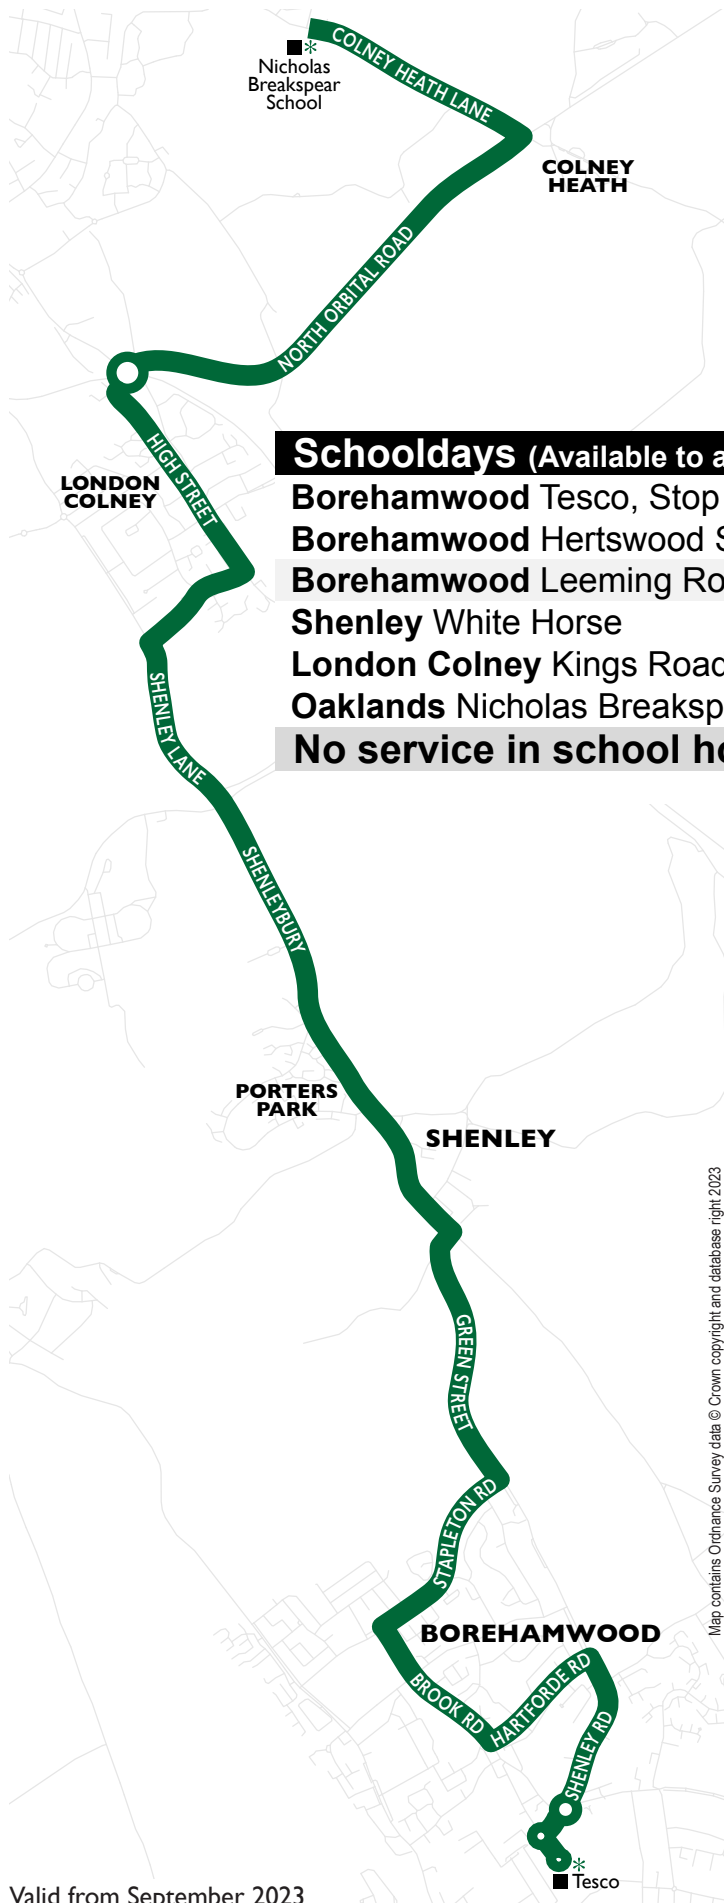 COLNEY HEATH LANE
Nicholas
Breakspear
School
COLNEY
HEATH
NORTH ORBITAL ROAD
HIGH STREET
LONDON
COLNEY
Schooldays (Available to a
Borehamwood Tesco, Stop
Borehamwood Hertswood S
Borehamwood Leeming Ro
Shenley White Horse
London Colney Kings Road
Oaklands Nicholas Breaksp
No service in school ho
SHENLEY LANE
SHENLEYBURY
PORTERS
PARK
SHENLEY
GREEN STREET
STAPLETON RD
BOREHAMWOOD
BROOK RD
HARTFORDE RD
SHENLEY RD
Tesco
Map contains Ordnance Survey data © Crown copyright and database right 2023
Valid from September 2023